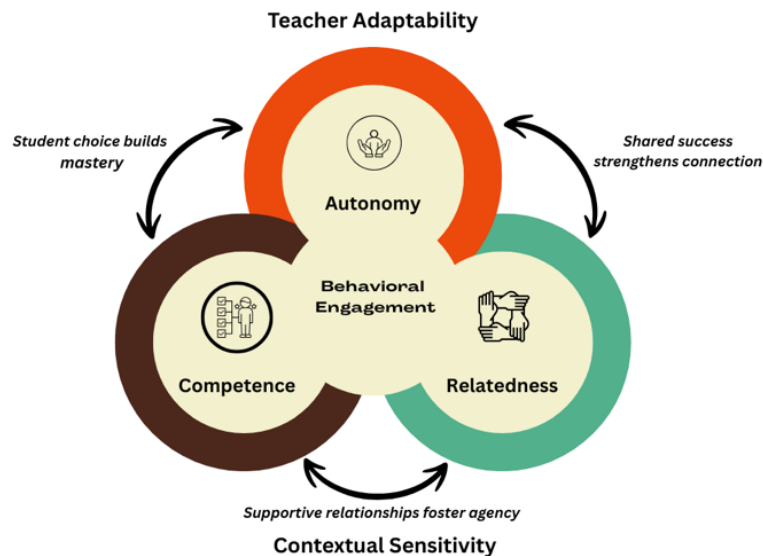 Teacher Adaptability
Student choice builds
mastery
Shared success
strengthens connection
Autonomy
Behavioral
Engagement
Competence
Relatedness
Supportive relationships foster agency
Contextual Sensitivity